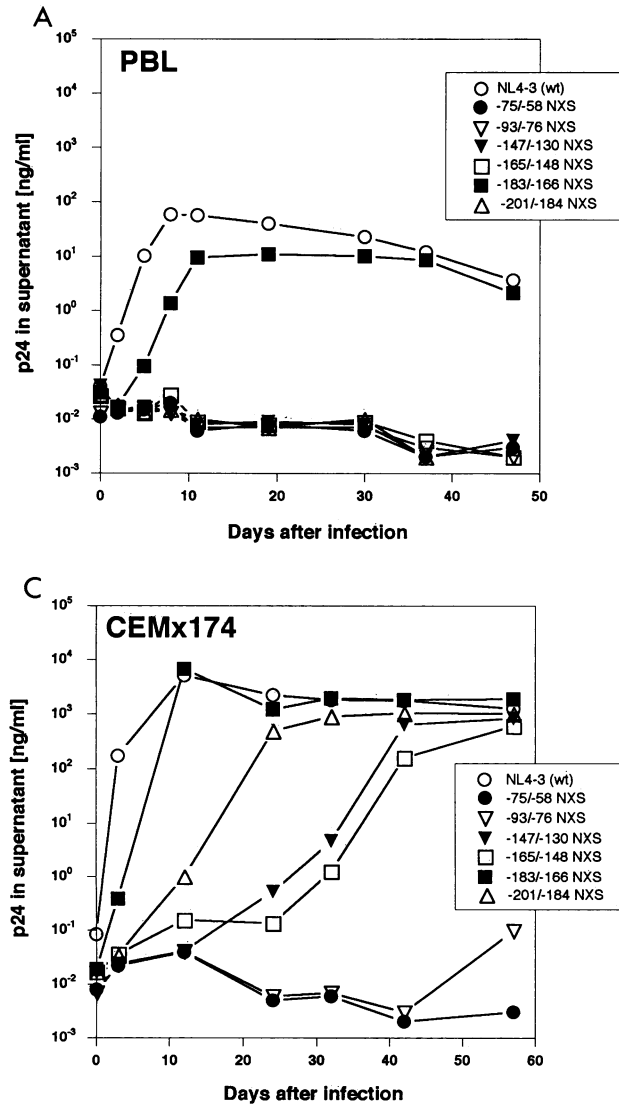 A
PBL
p24 in supernatant [ng/ml]
10⁵
10⁴
10³
10²
10¹
10⁰
10⁻¹
10⁻²
10⁻³
0 10 20 30 40 50
Days after infection
NL4-3 (wt)
-75/-58 NXS
-93/-76 NXS
-147/-130 NXS
-165/-148 NXS
-183/-166 NXS
-201/-184 NXS
C
CEMx174
p24 in supernatant [ng/ml]
10⁵
10⁴
10³
10²
10¹
10⁰
10⁻¹
10⁻²
10⁻³
0 10 20 30 40 50 60
Days after infection
NL4-3 (wt)
-75/-58 NXS
-93/-76 NXS
-147/-130 NXS
-165/-148 NXS
-183/-166 NXS
-201/-184 NXS